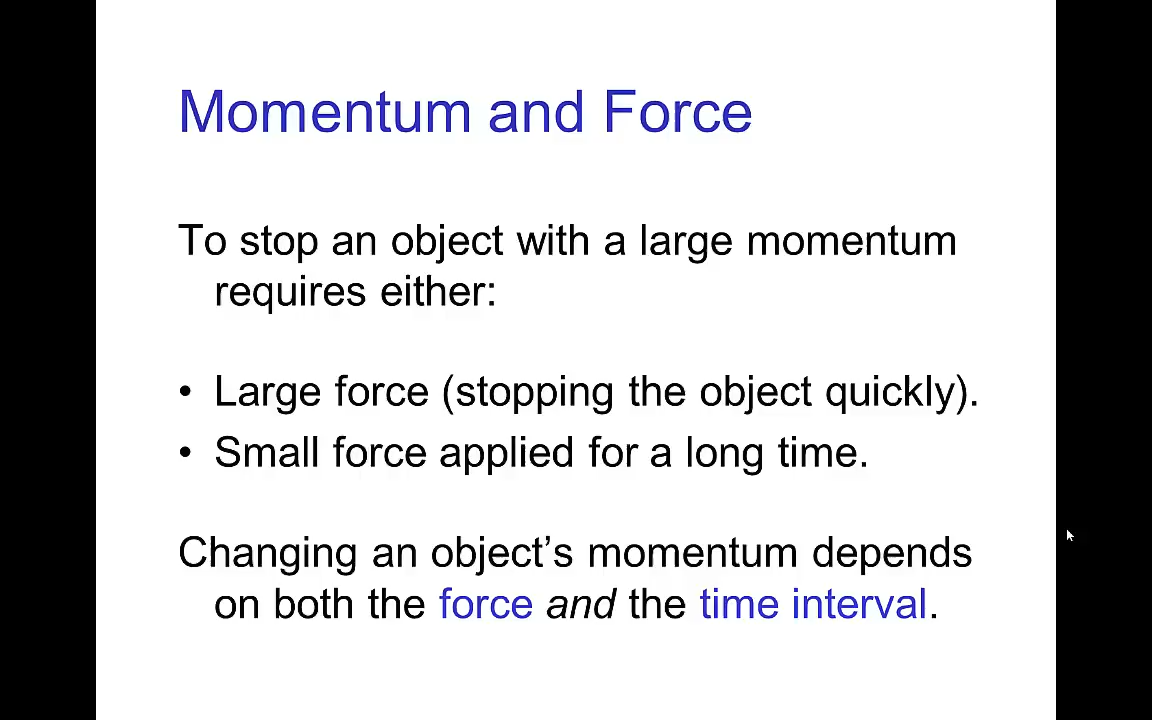 Momentum and Force
To stop an object with a large momentum
requires either:
• Large force (stopping the object quickly).
• Small force applied for a long time.
Changing an object’s momentum depends
on both the force and the time interval.